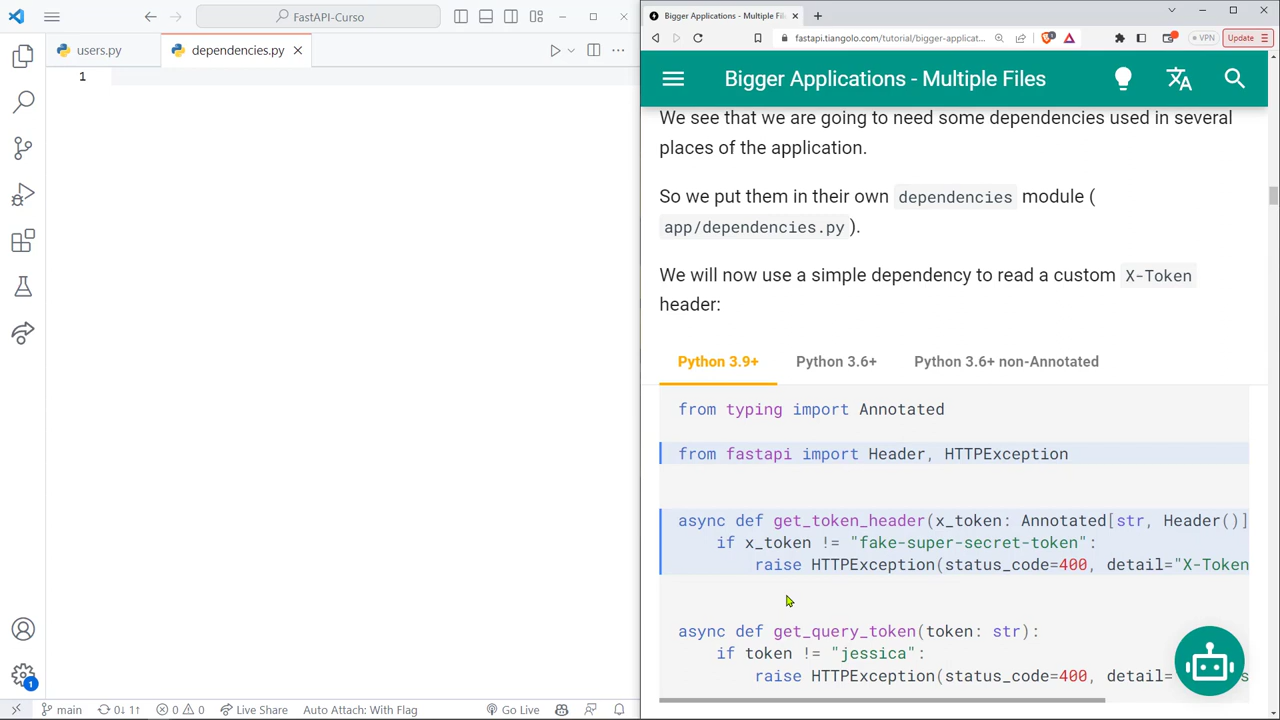 FastAPI-Curso
users.py
dependencies.py
1
main
0↓ 1↑
0
0
Live Share
Auto Attach: With Flag
Go Live
1
Bigger Applications - Multiple Files
fastapi.tiangolo.com/tutorial/bigger-applicat...
VPN
Update
Bigger Applications - Multiple Files
We see that we are going to need some dependencies used in several
places of the application.
So we put them in their own dependencies module (
app/dependencies.py ).
We will now use a simple dependency to read a custom X-Token
header:
Python 3.9+
Python 3.6+
Python 3.6+ non-Annotated
from typing import Annotated
from fastapi import Header, HTTPException
async def get_token_header(x_token: Annotated[str, Header()]
if x_token != "fake-super-secret-token":
raise HTTPException(status_code=400, detail="X-Token
async def get_query_token(token: str):
if token != "jessica":
raise HTTPException(status_code=400, detail=